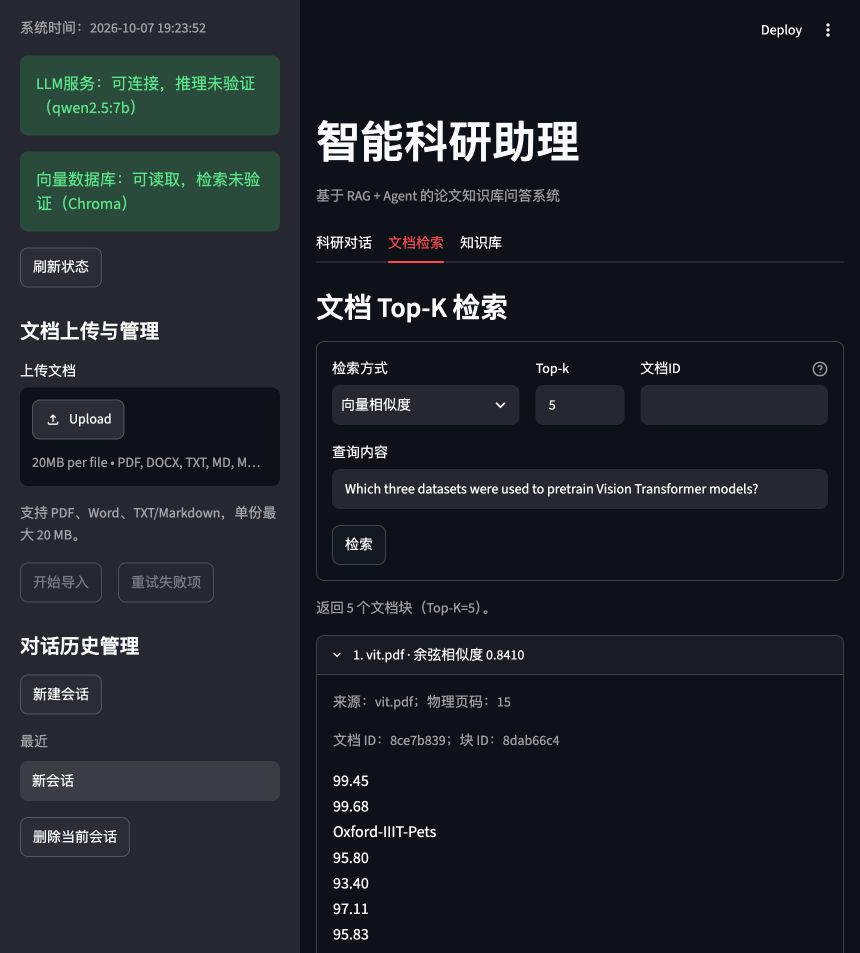 系统时间：2026-10-07 19:23:52
LLM服务：可连接，推理未验证
（qwen2.5:7b）
向量数据库：可读取，检索未验
证（Chroma）
刷新状态
文档上传与管理
上传文档
Upload
20MB per file • PDF, DOCX, TXT, MD, M…
支持 PDF、Word、TXT/Markdown，单份最
大 20 MB。
开始导入 重试失败项
对话历史管理
新建会话
最近
新会话
删除当前会话
Deploy
智能科研助理
基于 RAG + Agent 的论文知识库问答系统
科研对话 文档检索 知识库
文档 Top-K 检索
检索方式 Top-k 文档ID
向量相似度 5
查询内容
Which three datasets were used to pretrain Vision Transformer models?
检索
返回 5 个文档块（Top-K=5）。
1. vit.pdf · 余弦相似度 0.8410
来源：vit.pdf；物理页码：15
文档 ID：8ce7b839；块 ID：8dab66c4
99.45
99.68
Oxford-IIIT-Pets
95.80
93.40
97.11
95.83